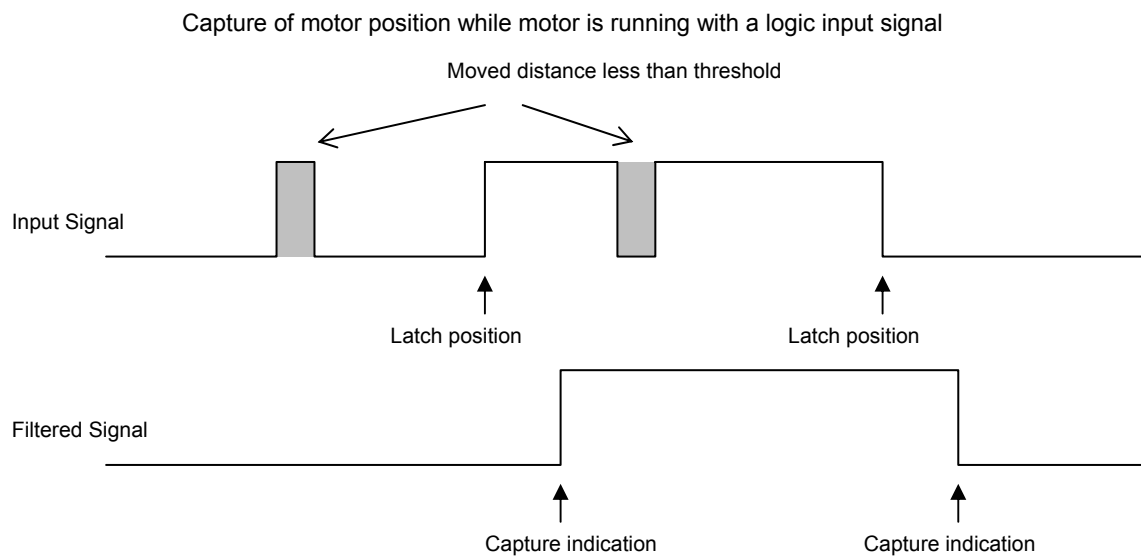 Capture of motor position while motor is running with a logic input signal
Moved distance less than threshold
Input Signal
Latch position
Latch position
Filtered Signal
Capture indication
Capture indication